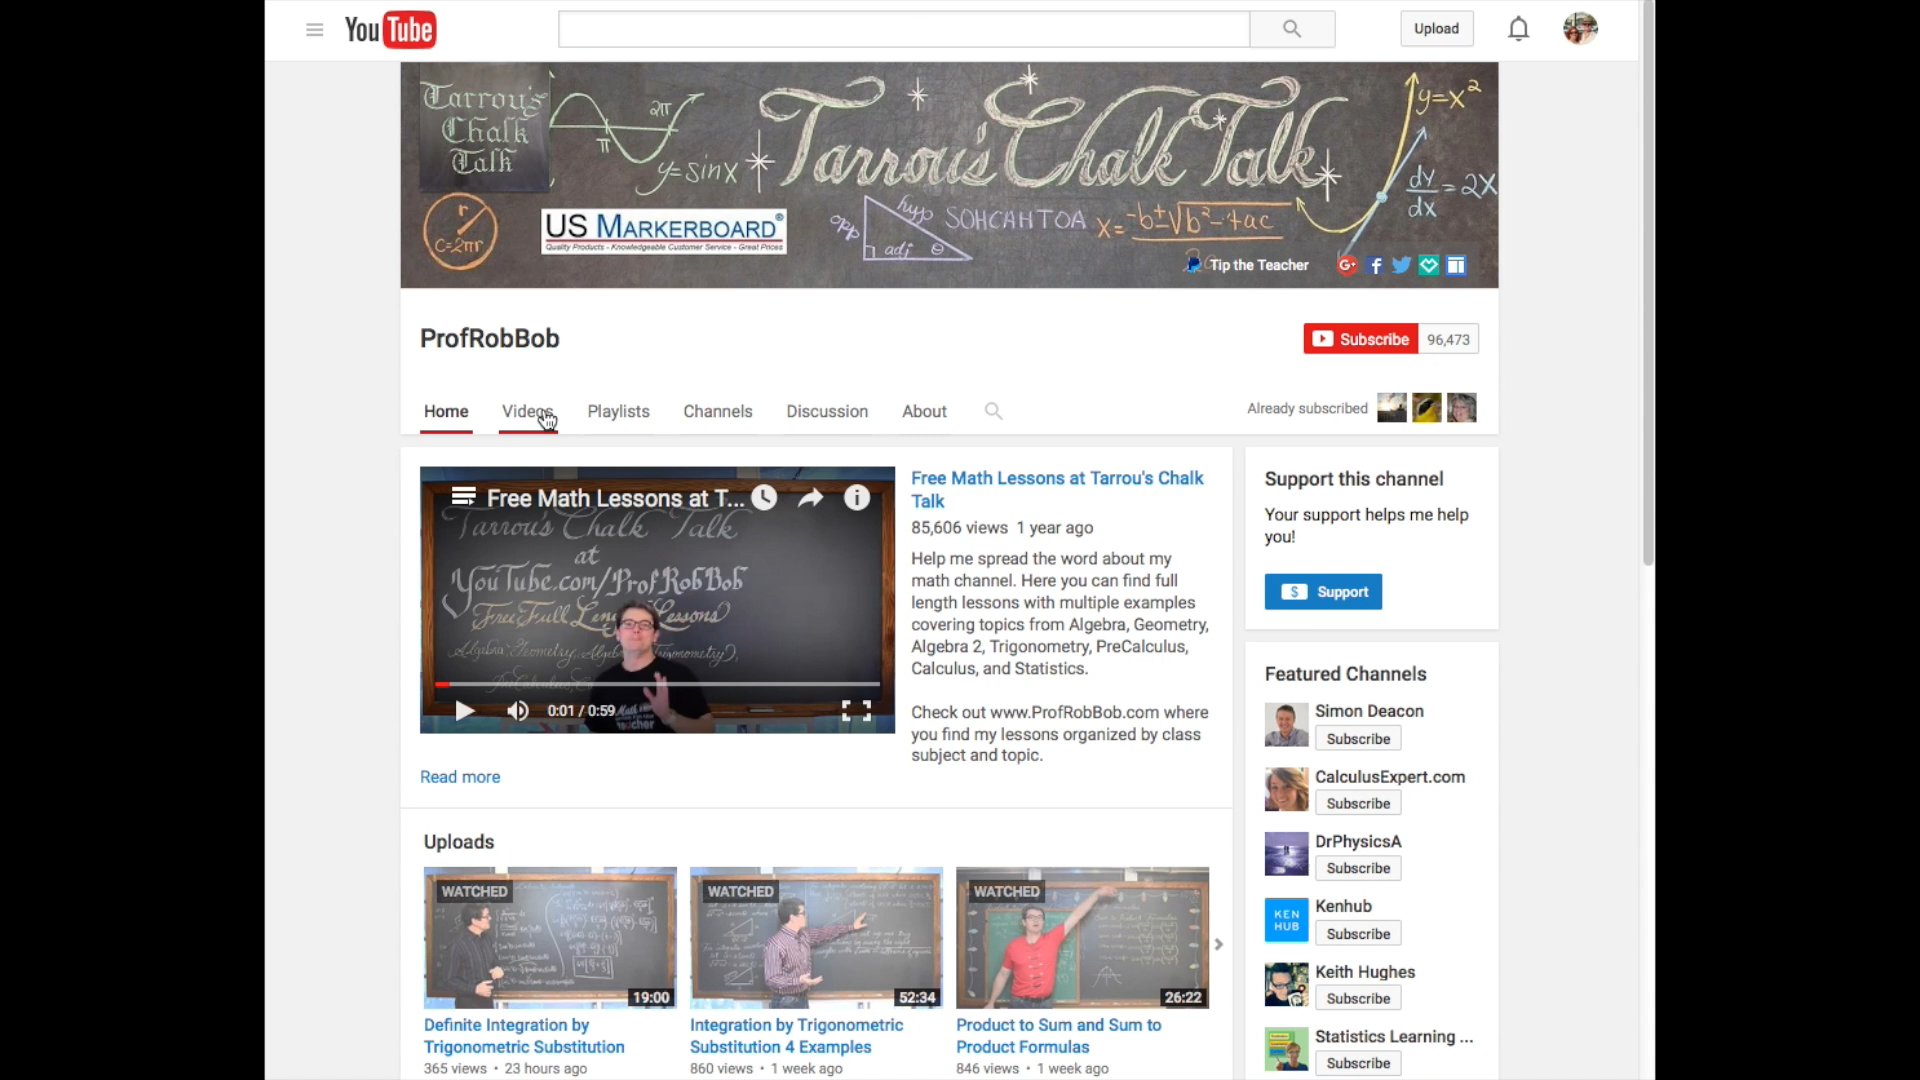 YouTube
Upload
Tarrou's
Chalk
Talk
π
2π
y=sinx
Tarrou's Chalk Talk
y=x²
dy/dx = 2x
r
C=2πr
US MARKERBOARD®
Quality Products - Knowledgeable Customer Service - Great Prices
opp
hyp
adj
θ
SOHCAHTOA
Tip the Teacher
ProfRobBob
Subscribe 96,473
Home Videos Playlists Channels Discussion About
Already subscribed
Free Math Lessons at T...
Tarrou's Chalk Talk
at
YouTube.com/ProfRobBob
0:01 / 0:59
Read more
Free Math Lessons at Tarrou's Chalk
Talk
85,606 views 1 year ago
Help me spread the word about my
math channel. Here you can find full
length lessons with multiple examples
covering topics from Algebra, Geometry,
Algebra 2, Trigonometry, PreCalculus,
Calculus, and Statistics.
Check out www.ProfRobBob.com where
you find my lessons organized by class
subject and topic.
Support this channel
Your support helps me help
you!
$ Support
Featured Channels
Simon Deacon
Subscribe
CalculusExpert.com
Subscribe
DrPhysicsA
Subscribe
KEN
HUB
Kenhub
Subscribe
Keith Hughes
Subscribe
Statistics Learning ...
Subscribe
Uploads
WATCHED
19:00
Definite Integration by
Trigonometric Substitution
365 views • 23 hours ago
WATCHED
52:34
Integration by Trigonometric
Substitution 4 Examples
860 views • 1 week ago
WATCHED
26:22
Product to Sum and Sum to
Product Formulas
846 views • 1 week ago